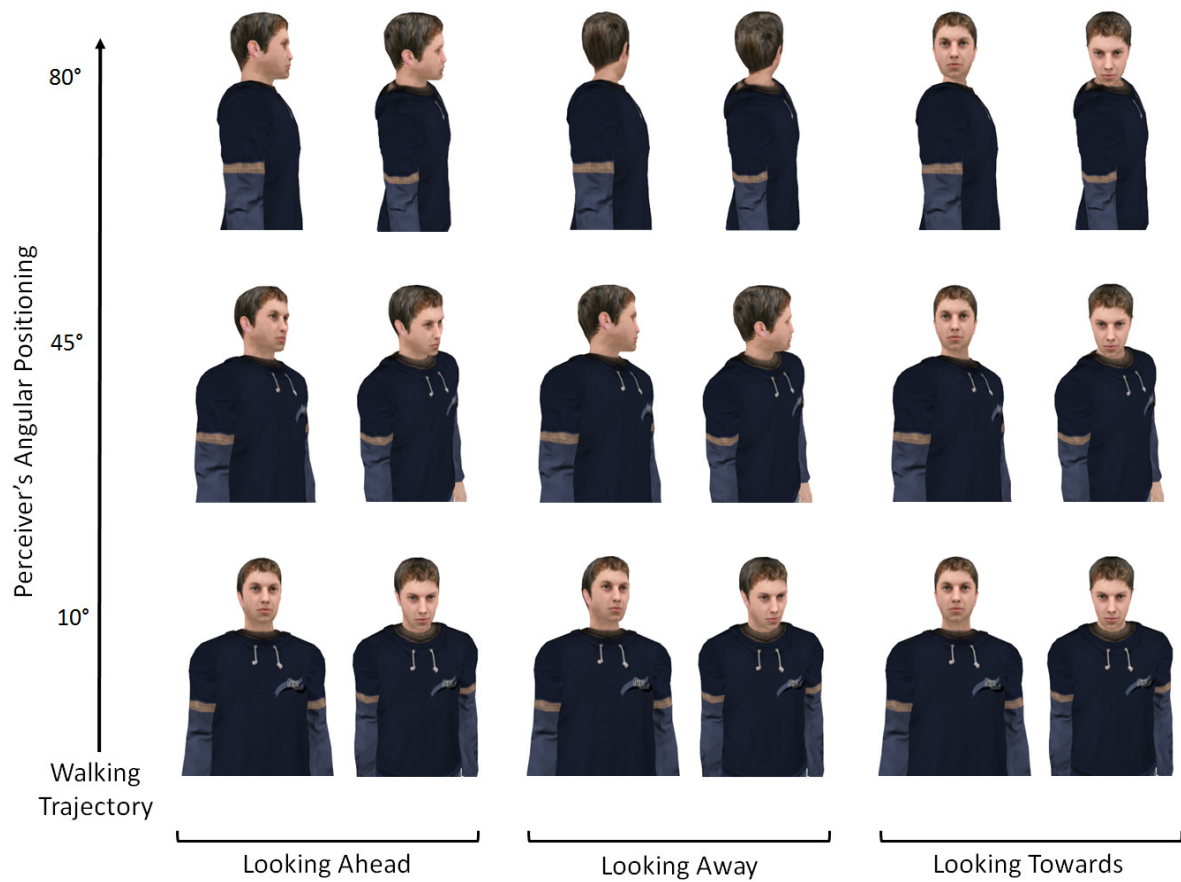 80°
45°
10°
Perceiver's Angular Positioning
Walking
Trajectory
Looking Ahead
Looking Away
Looking Towards